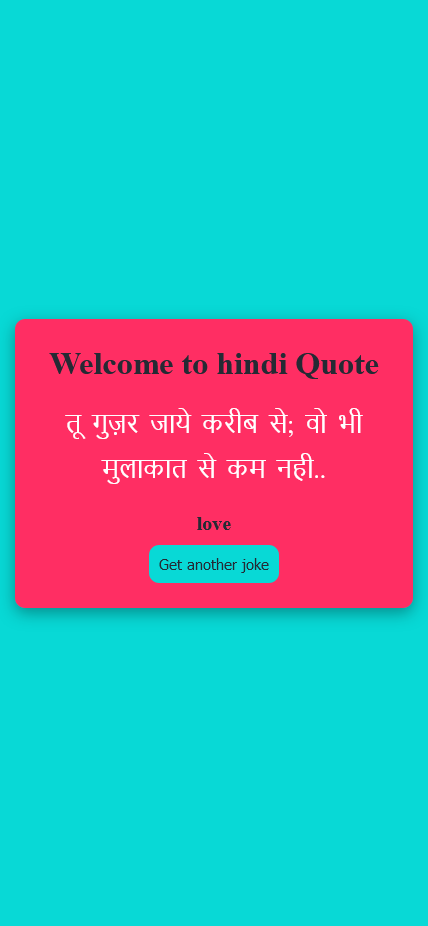 Welcome to hindi Quote
तू गुज़र जाये करीब से; वो भी
मुलाकात से कम नही..
love
Get another joke